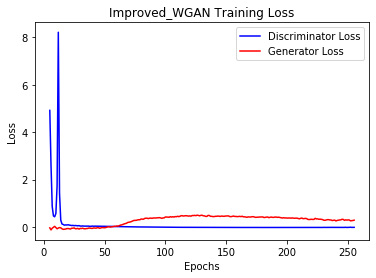 Improved_WGAN Training Loss
Discriminator Loss
Generator Loss
Loss
8
6
4
2
0
0 50 100 150 200 250
Epochs